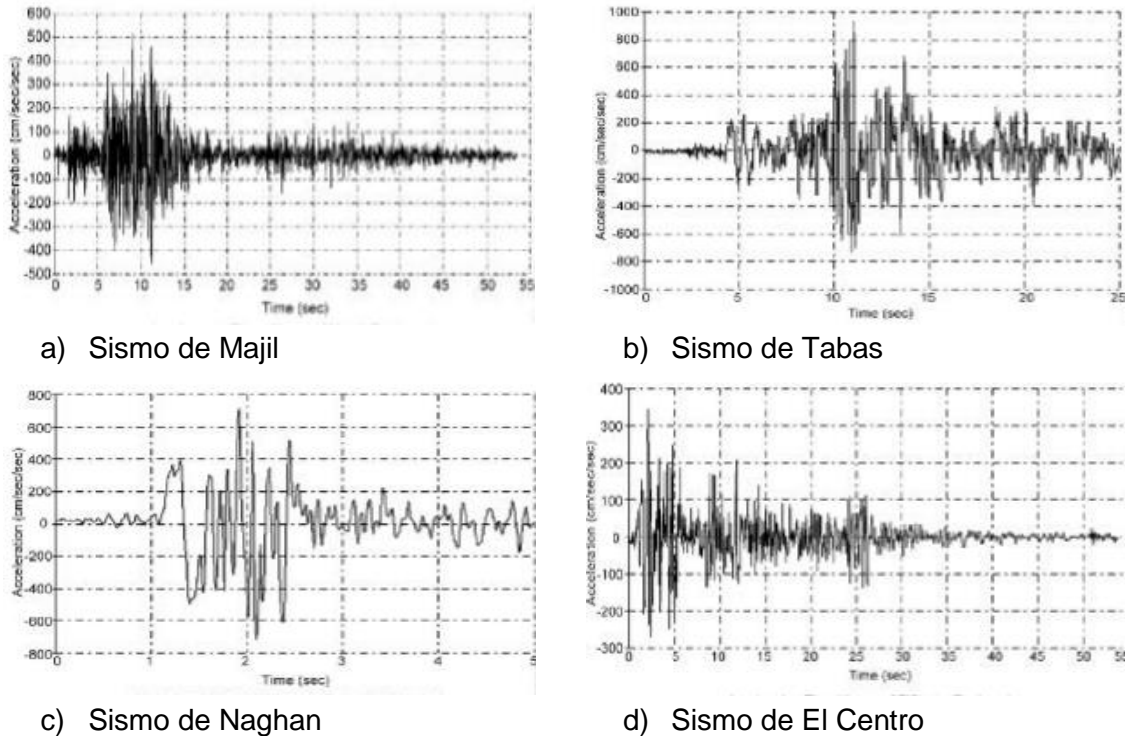 600
500
400
300
200
100
0
-100
-200
-300
-400
-500
Acceleration (cm/sec/sec)
0 5 10 15 20 25 30 35 40 45 50 55
Time (sec)
a) Sismo de Majil
1000
800
600
400
200
0
-200
-400
-600
-800
-1000
Acceleration (cm/sec/sec)
0 5 10 15 20 25
Time (sec)
b) Sismo de Tabas
800
600
400
200
0
-200
-400
-600
-800
Acceleration (cm/sec/sec)
0 1 2 3 4 5
Time (sec)
c) Sismo de Naghan
400
300
200
100
0
-100
-200
-300
Acceleration (cm/sec/sec)
0 5 10 15 20 25 30 35 40 45 50 55
Time (sec)
d) Sismo de El Centro